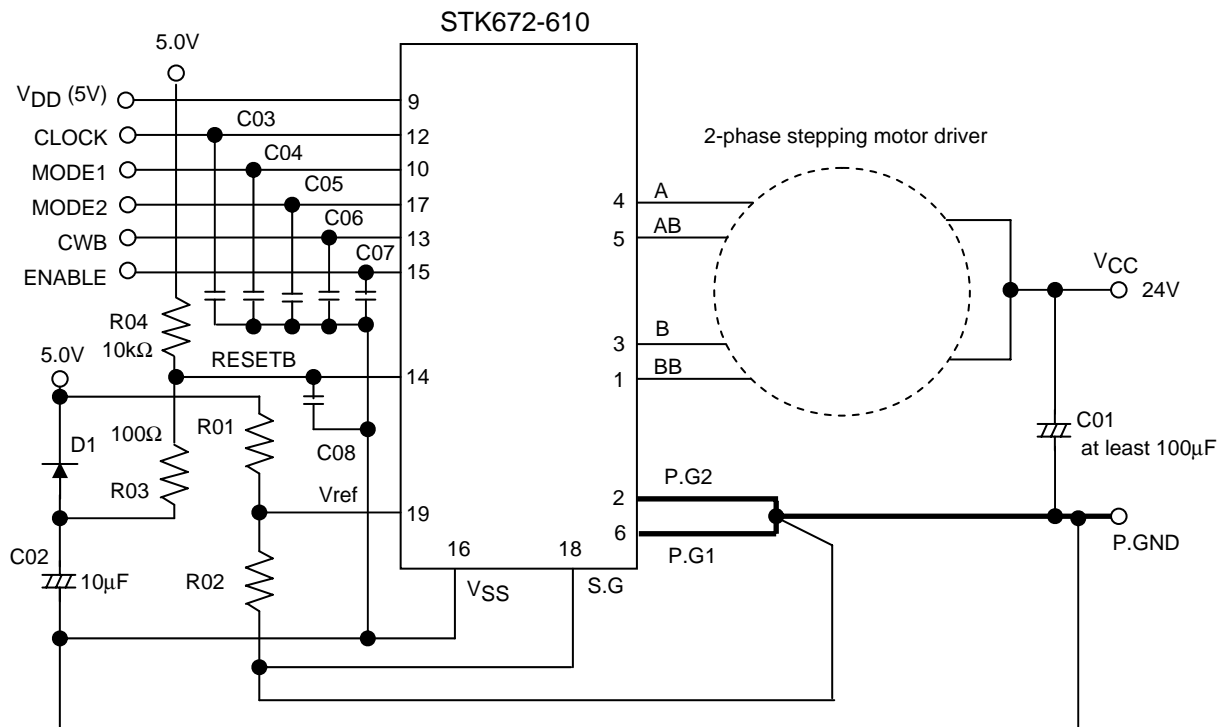 STK672-610
5.0V
VDD (5V)
9
CLOCK
C03
12
2-phase stepping motor driver
MODE1
C04
10
MODE2
C05
17
4
A
CWB
C06
13
5
AB
ENABLE
C07
15
VCC
24V
R04
10kΩ
3
B
5.0V
RESETB
14
1
BB
D1
100Ω
R01
C08
C01
at least 100μF
R03
Vref
19
2
P.G2
6
P.G1
P.GND
C02
10μF
R02
16
18
VSS
S.G